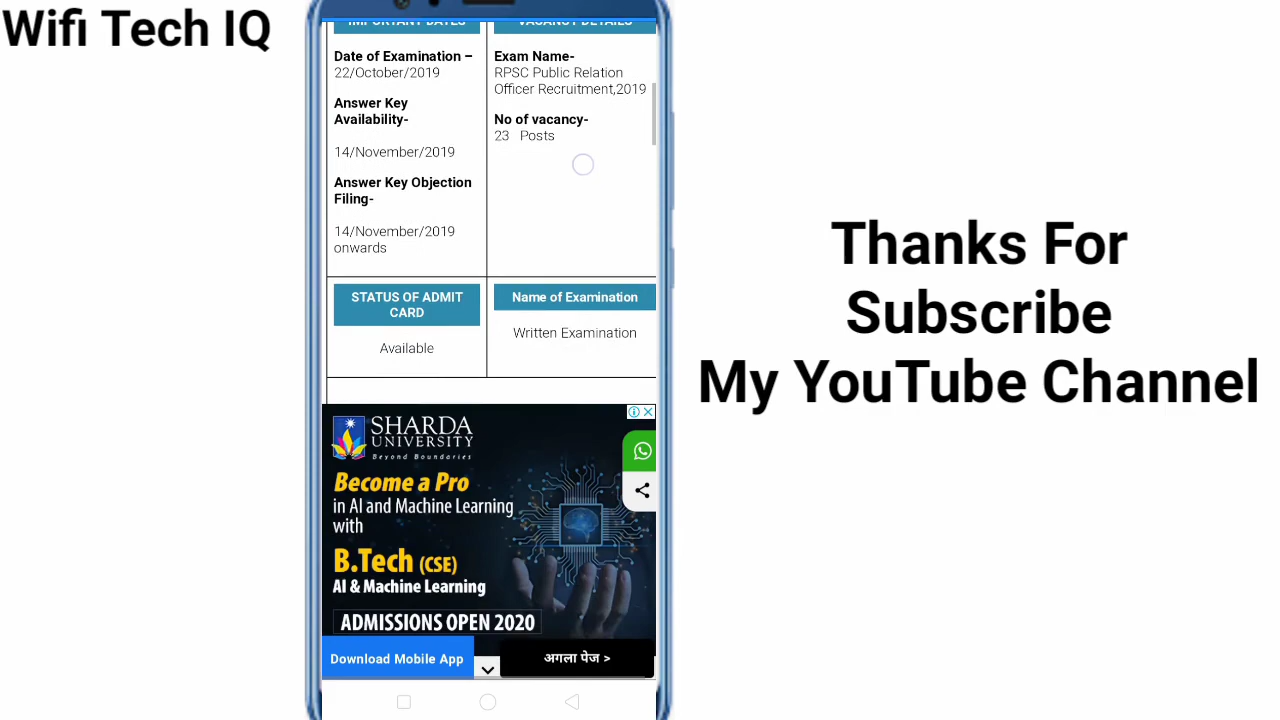 Wifi Tech IQ
IMPORTANT DATES
VACANCY DETAILS
Date of Examination –
22/October/2019
Answer Key
Availability-
14/November/2019
Answer Key Objection
Filing-
14/November/2019
onwards
Exam Name-
RPSC Public Relation
Officer Recruitment,2019
No of vacancy-
23 Posts
STATUS OF ADMIT
CARD
Available
Name of Examination
Written Examination
SHARDA
UNIVERSITY
Beyond Boundaries
Become a Pro
in AI and Machine Learning
with
B.Tech (CSE)
AI & Machine Learning
ADMISSIONS OPEN 2020
Download Mobile App
अगला पेज >
Thanks For
Subscribe
My YouTube Channel